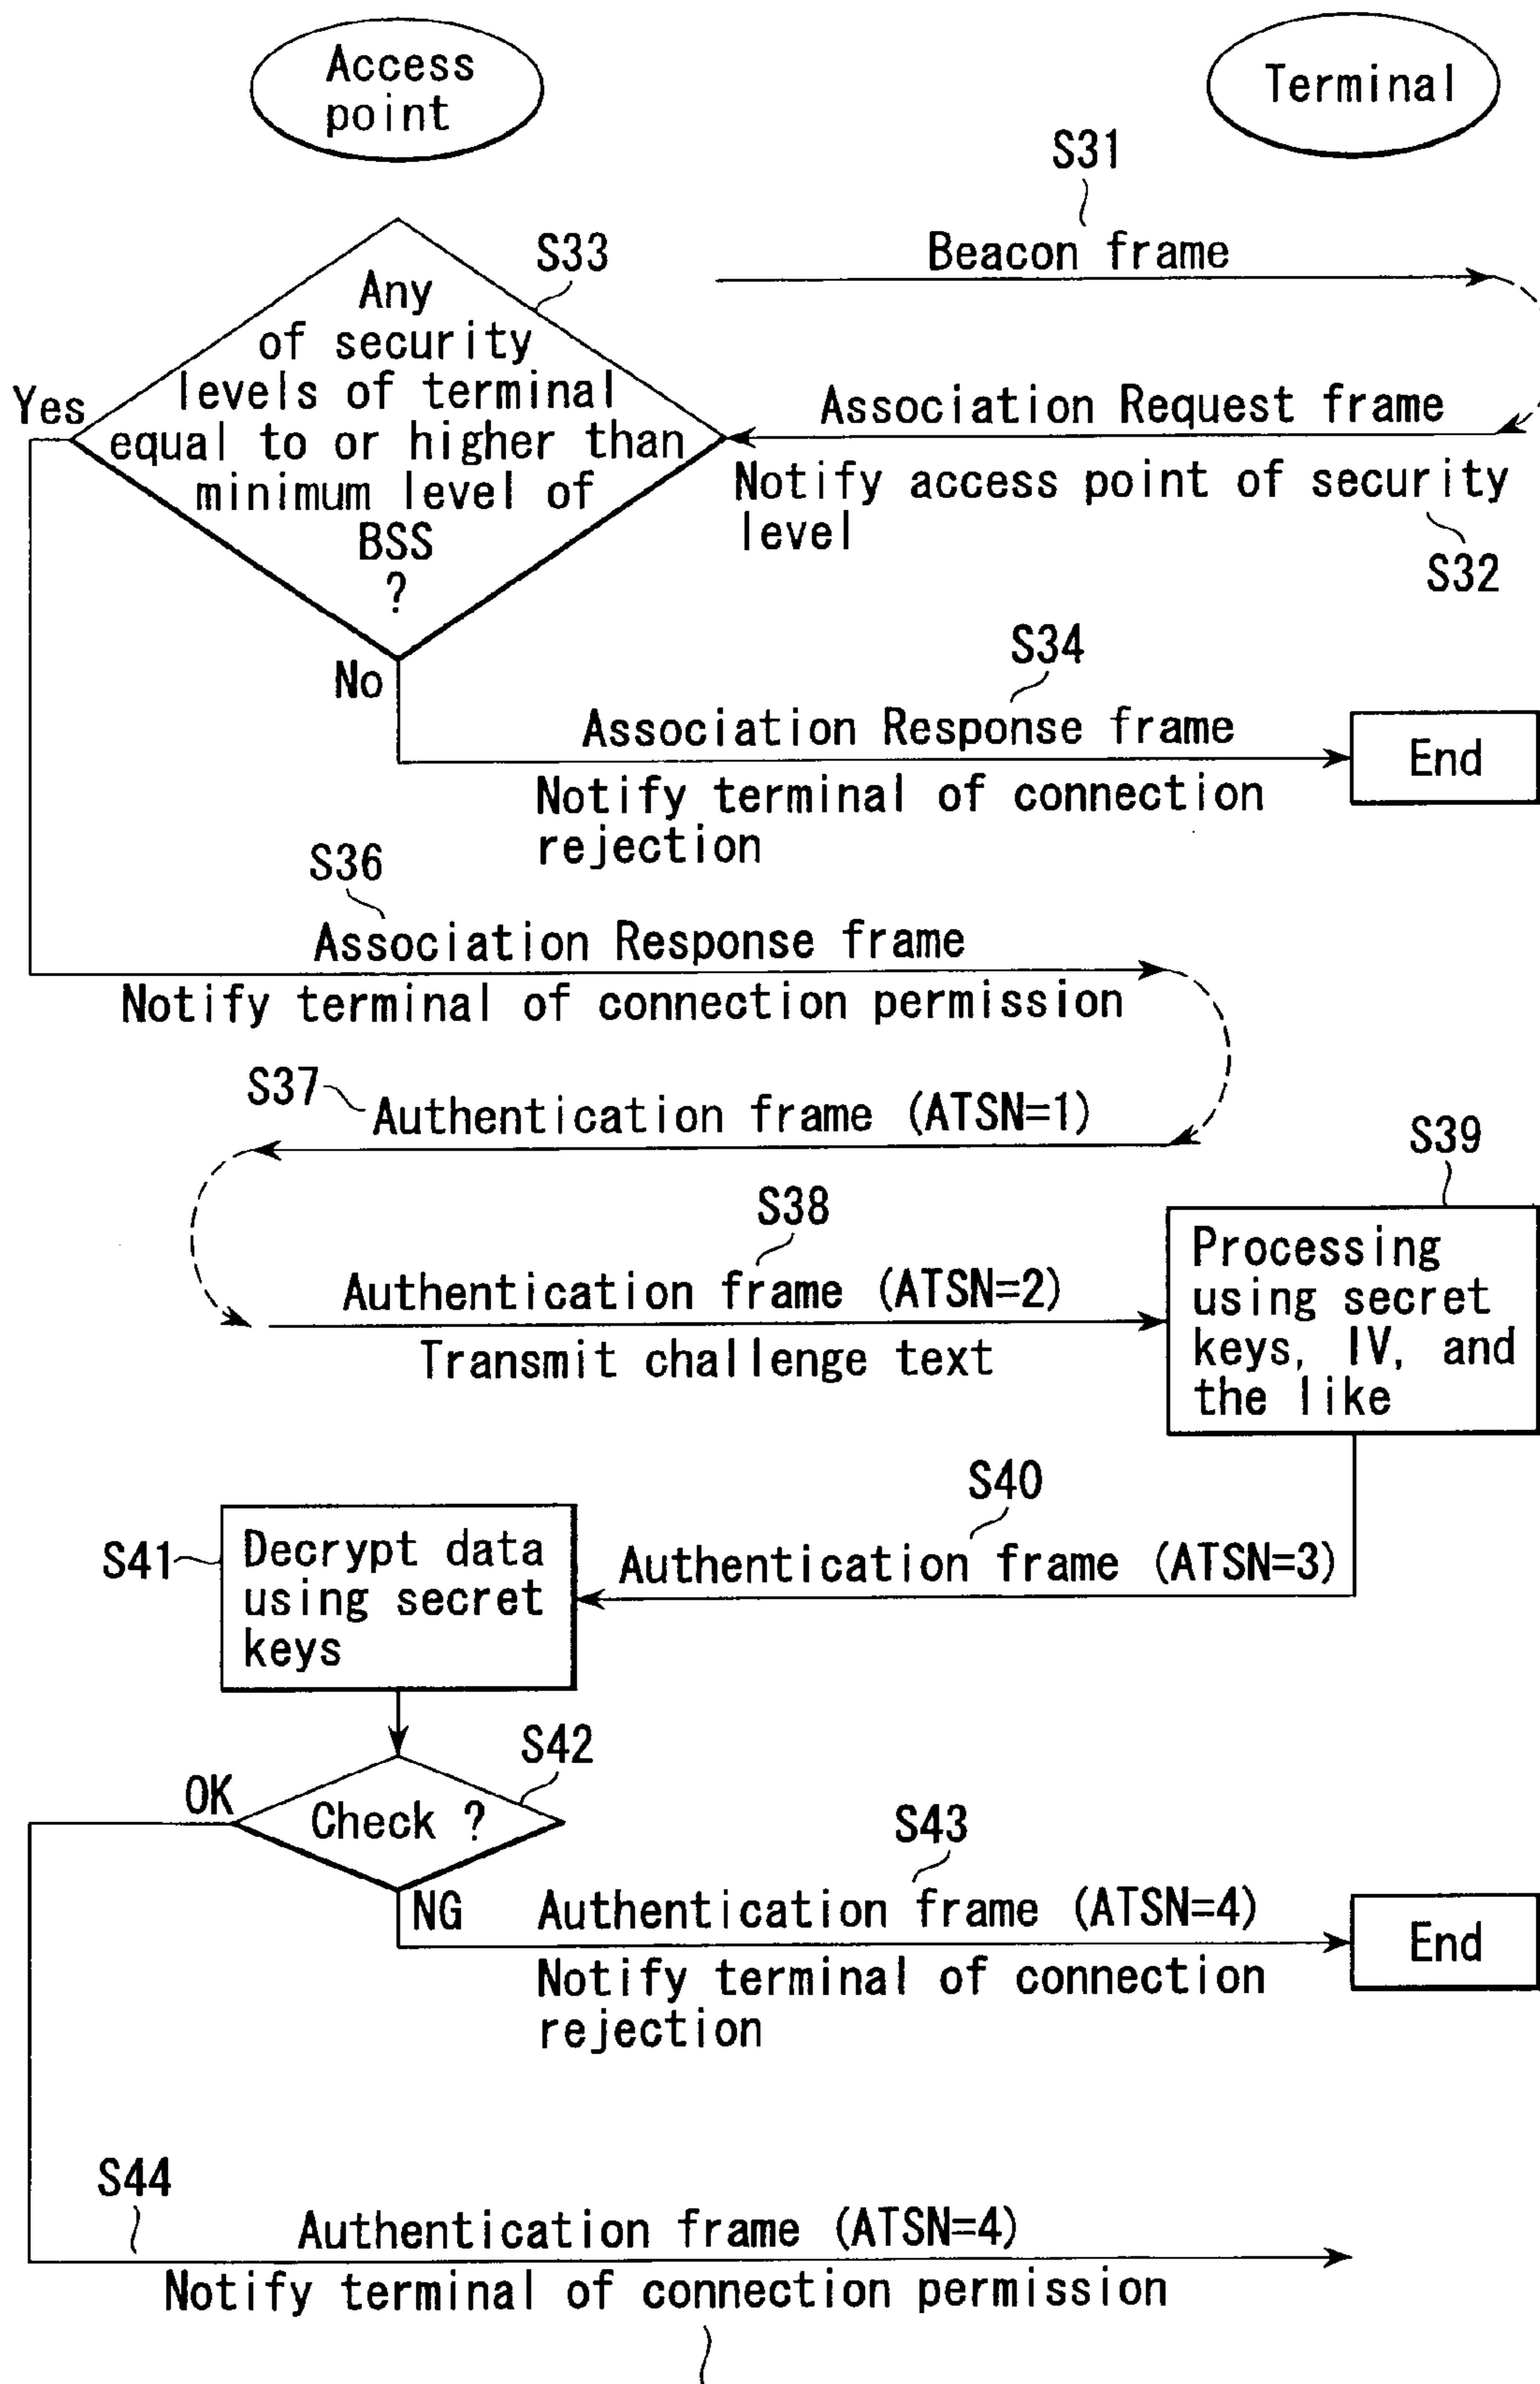 Access
point
Terminal
S31
Beacon frame
S33
Any
of security
levels of terminal
equal to or higher than
minimum level of
BSS
?
Yes
Association Request frame
Notify access point of security
level
S32
No
S34
Association Response frame
End
Notify terminal of connection
rejection
S36
Association Response frame
Notify terminal of connection permission
S37
Authentication frame (ATSN=1)
S39
S38
Authentication frame (ATSN=2)
Transmit challenge text
Processing
using secret
keys, IV, and
the like
S40
S41
Decrypt data
using secret
keys
Authentication frame (ATSN=3)
S42
OK
Check ?
S43
NG
Authentication frame (ATSN=4)
End
Notify terminal of connection
rejection
S44
Authentication frame (ATSN=4)
Notify terminal of connection permission